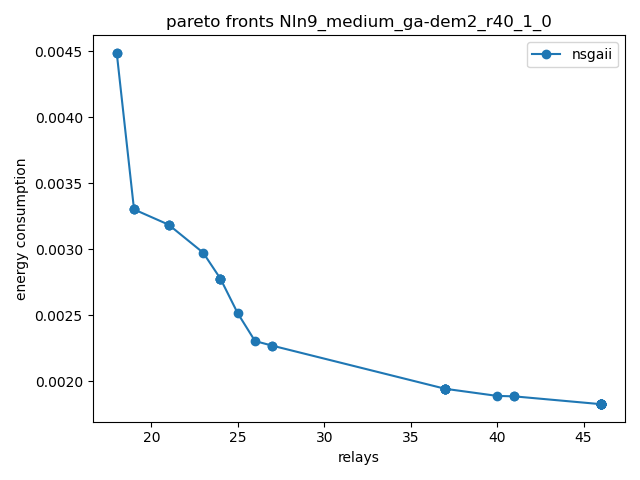 pareto fronts NIn9_medium_ga-dem2_r40_1_0
nsgaii
0.0045
0.0040
0.0035
0.0030
0.0025
0.0020
energy consumption
20 25 30 35 40 45
relays